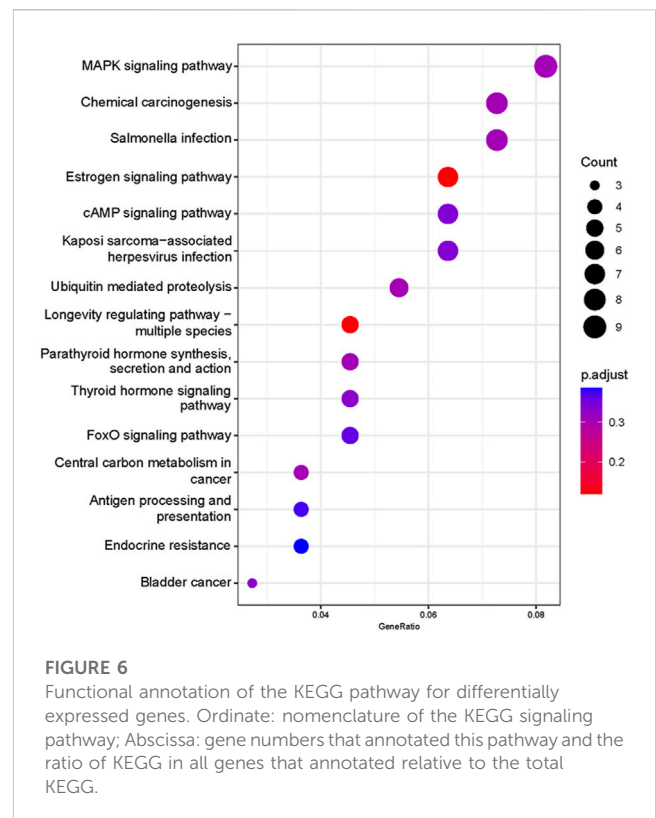 MAPK signaling pathway
Chemical carcinogenesis
Salmonella infection
Estrogen signaling pathway
cAMP signaling pathway
Kaposi sarcoma−associated
herpesvirus infection
Ubiquitin mediated proteolysis
Longevity regulating pathway −
multiple species
Parathyroid hormone synthesis,
secretion and action
Thyroid hormone signaling
pathway
FoxO signaling pathway
Central carbon metabolism in
cancer
Antigen processing and
presentation
Endocrine resistance
Bladder cancer
0.04
0.06
0.08
GeneRatio
Count
3
4
5
6
7
8
9
p.adjust
0.3
0.2
FIGURE 6
Functional annotation of the KEGG pathway for differentially
expressed genes. Ordinate: nomenclature of the KEGG signaling
pathway; Abscissa: gene numbers that annotated this pathway and the
ratio of KEGG in all genes that annotated relative to the total
KEGG.